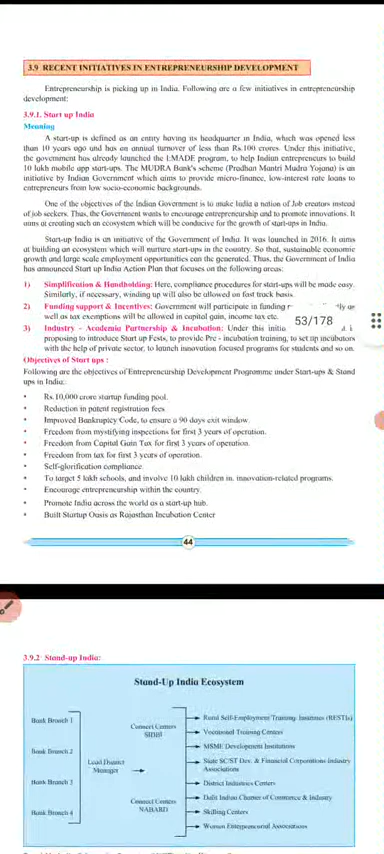 3.9 RECENT INITIATIVES IN ENTREPRENEURSHIP DEVELOPMENT
Entrepreneurship is picking up in India. Following are a few initiatives in entrepreneurship
development:
3.9.1. Start up India
Meaning
A start-up is defined as an entity having its headquarter in India, which was opened less
than 10 years ago and has an annual turnover of less than Rs.100 crores. Under this initiative,
the government has already launched the I-MADE program, to help Indian entrepreneurs to build
10 lakh mobile app start-ups. The MUDRA Bank's scheme (Pradhan Mantri Mudra Yojana) is an
initiative by Indian Government which aims to provide micro-finance, low-interest rate loans to
entrepreneurs from low socio-economic backgrounds.
One of the objectives of the Indian Government is to make India a nation of Job creators instead
of job seekers. Thus, the Government wants to encourage entrepreneurship and to promote innovations. It
aims at creating such an ecosystem which will be conducive for the growth of start-ups in India.
Start-up India is an initiative of the Government of India. It was launched in 2016. It aims
at building an ecosystem which will nurture start-ups in the country. So that, sustainable economic
growth and large scale employment opportunities can be generated. Thus, the Government of India
has announced Start up India Action Plan that focuses on the following areas:
1) Simplification & Handholding: Here, compliance procedures for start-ups will be made easy.
Similarly, if necessary, winding up will also be allowed on fast track basis.
2) Funding support & Incentives: Government will participate in funding as
well as tax exemptions will be allowed in capital gain, income tax etc.
53/178
3) Industry - Academia Partnership & Incubation: Under this
proposing to introduce Start up Fests, to provide Pre - incubation training, to set up incubators
with the help of private sector, to launch innovation focused programs for students and so on.
Objectives of Start ups :
Following are the objectives of Entrepreneurship Development Programme under Start-ups & Stand
ups in India:
• Rs.10,000 crore startup funding pool.
• Reduction in patent registration fees
• Improved Bankruptcy Code, to ensure a 90 days exit window.
• Freedom from mystifying inspections for first 3 years of operation.
• Freedom from Capital Gain Tax for first 3 years of operation.
• Freedom from tax for first 3 years of operation.
• Self-glorification compliance.
• To target 5 lakh schools, and involve 10 lakh children in innovation-related programs.
• Encourage entrepreneurship within the country.
• Promote India across the world as a start-up hub.
• Built Startup Oasis as Rajasthan Incubation Center
44
3.9.2 Stand-up India:
Stand-Up India Ecosystem
Bank Branch 1
Bank Branch 2
Bank Branch 3
Bank Branch 4
Lead District
Manager
Connect Centers
SIDBI
Connect Centers
NABARD
Rural Self-Employment Training Institutes (RESTIs)
Vocational Training Centers
MSME Development Institutions
State SC/ST Dev. & Financial Corporations Industry
Associations
District Industries Centers
Dalit Indian Chamer of Commerce & Industry
Skilling Centers
Women Entrepreneurial Associations